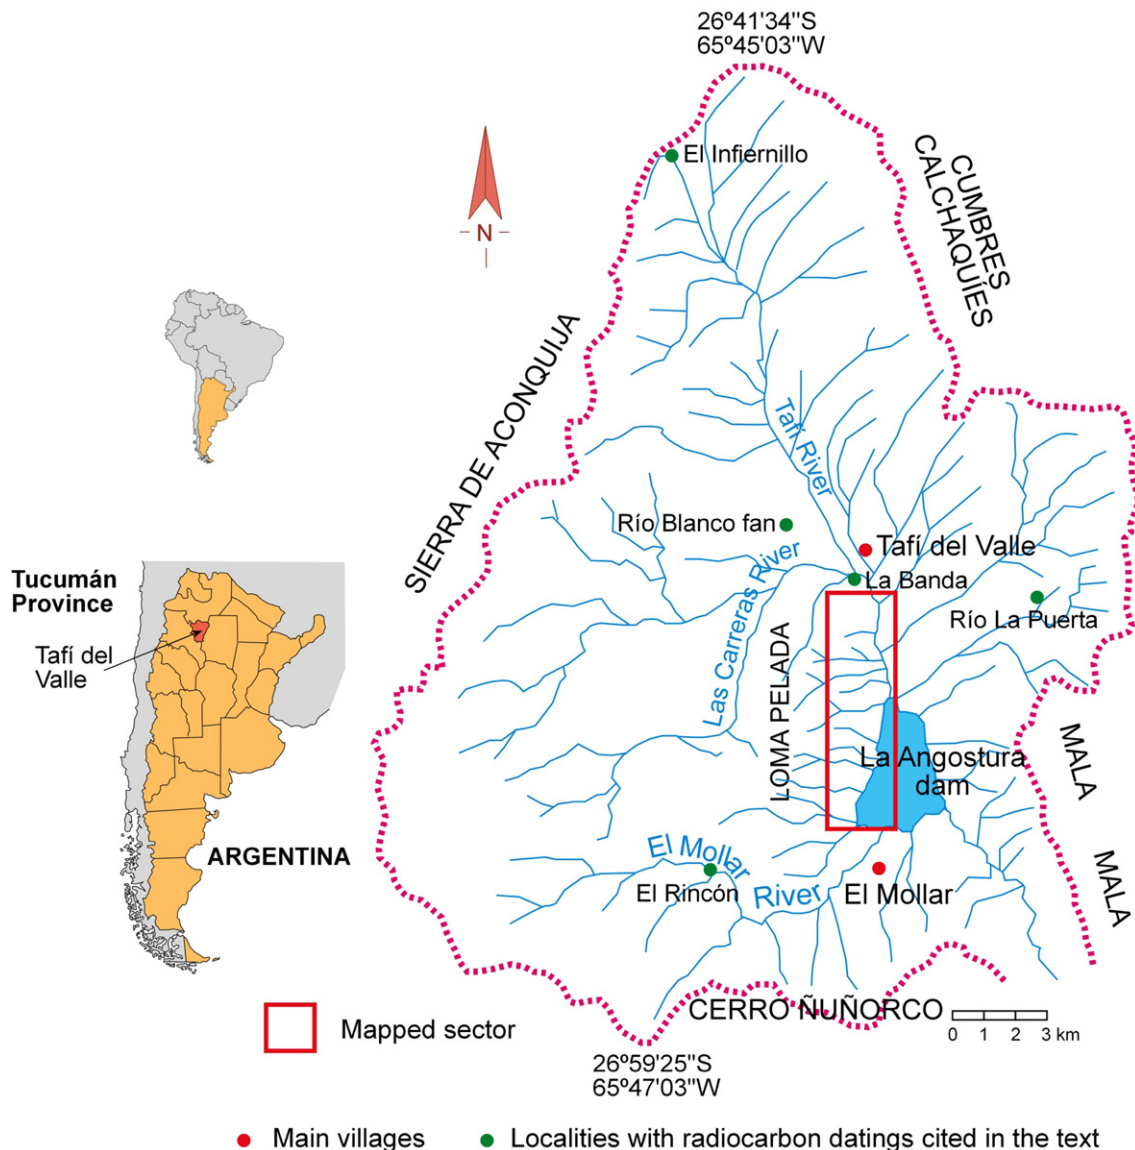 26º41'34"S
65º45'03"W
El Infiernillo
CUMBRES
CALCHAQUÍES
N
SIERRA DE ACONQUIJA
Tafí River
Río Blanco fan
Tafí del Valle
La Banda
Río La Puerta
Las Carreras River
LOMA PELADA
La Angostura
dam
MALA
MALA
El Mollar
River
El Rincón
El Mollar
CERRO ÑUÑORCO
0 1 2 3 km
26º59'25"S
65º47'03"W
Tucumán
Province
Tafí del
Valle
ARGENTINA
Mapped sector
Main villages
Localities with radiocarbon datings cited in the text